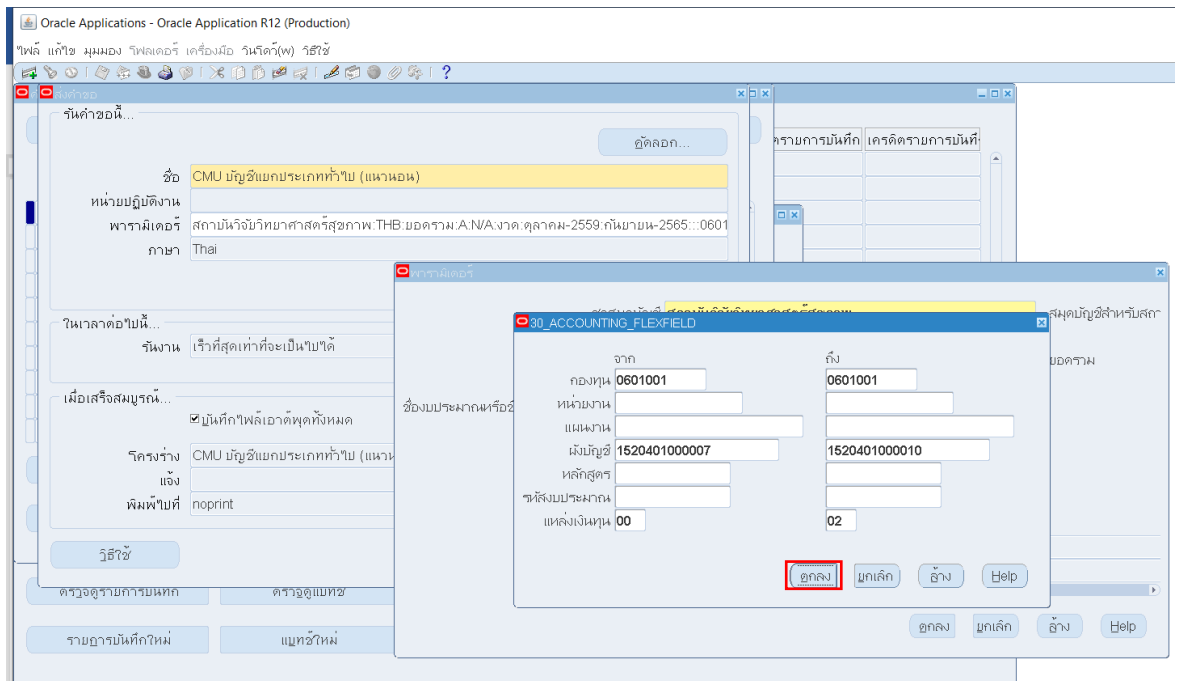 Oracle Applications - Oracle Application R12 (Production)
ไฟล์ แก้ไข มุมมอง โฟลเดอร์ เครื่องมือ วินโดว์(w) วิธีใช้
ส่งคำขอ
รันคำขอนี้...
คัดลอก...
ชื่อ CMU บัญชีแยกประเภททั่วไป (แนวนอน)
หน่วยปฏิบัติงาน
พารามิเตอร์ สถาบันวิจัยวิทยาศาสตร์สุขภาพ:THB:ยอดรวม:A:N/A:งวด:ตุลาคม-2559:กันยายน-2565:::0601
ภาษา Thai
ในเวลาต่อไปนี้...
รันงาน เร็วที่สุดเท่าที่จะเป็นไปได้
เมื่อเสร็จสมบูรณ์...
บันทึกไฟล์เอาต์พุตทั้งหมด
โครงร่าง CMU บัญชีแยกประเภททั่วไป (แนวน
แจ้ง
พิมพ์ไปที่ noprint
วิธีใช้
ตรวจดูรายการบันทึก ตรวจดูแบทช์
รายการบันทึกใหม่ แบทช์ใหม่
ตรายการบันทึก เครดิตรายการบันที
พารามิเตอร์
สมุดบัญชีสำหรับสถา
ยอดรวม
ชื่องบประมาณหรือช
30_ACCOUNTING_FLEXFIELD
จาก ถึง
กองทุน 0601001 0601001
หน่วยงาน
แผนงาน
ผังบัญชี 1520401000007 1520401000010
หลักสูตร
รหัสงบประมาณ
แหล่งเงินทุน 00 02
ตกลง ยกเลิก ล้าง Help
ตกลง ยกเลิก ล้าง Help